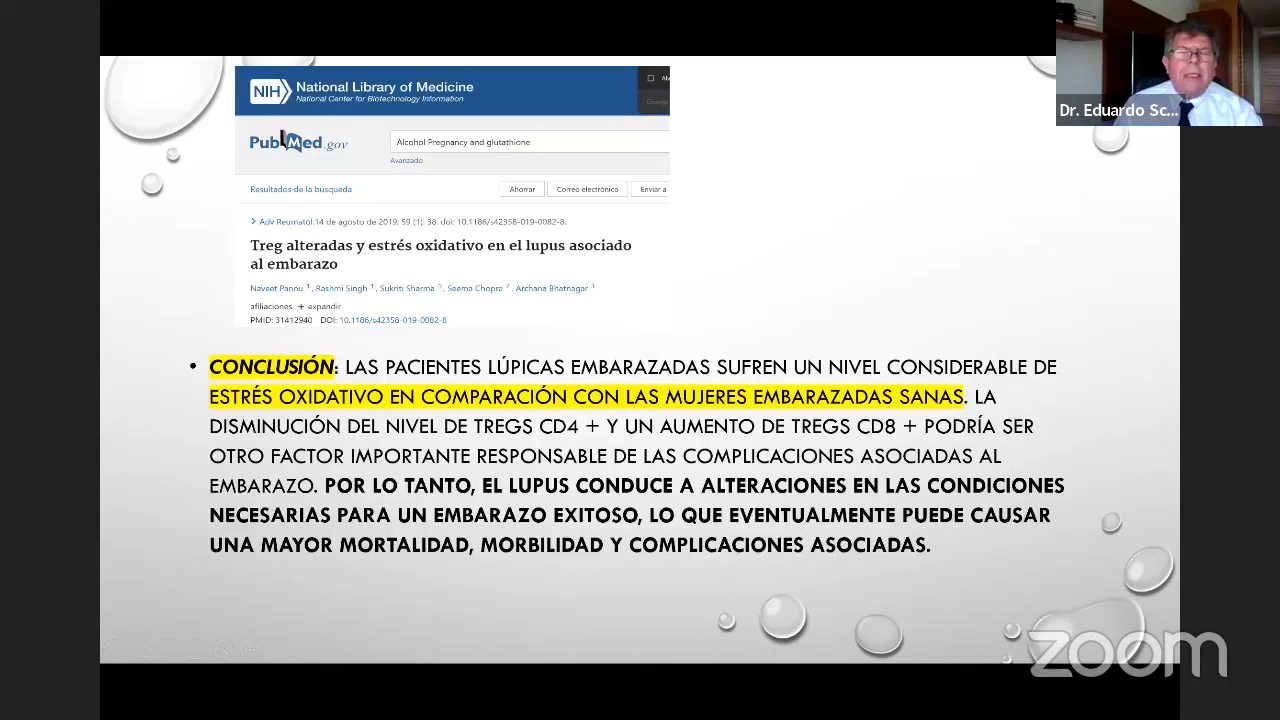 NIH National Library of Medicine
National Center for Biotechnology Information
Google
PubMed.gov
Alcohol Pregnancy and glutathione
Avanzado
Resultados de la búsqueda
Ahorrar
Correo electrónico
Enviar a
> Adv Reumatol.14 de agosto de 2019; 59 (1): 38. doi: 10.1186/s42358-019-0082-8.
Treg alteradas y estrés oxidativo en el lupus asociado
al embarazo
Naveet Pannu 1, Rashmi Singh 1, Sukriti Sharma 1, Seema Chopra 2, Archana Bhatnagar 3
afiliaciones + expandir
PMID: 31412940 DOI: 10.1186/s42358-019-0082-8
Dr. Eduardo Sc...
• CONCLUSIÓN: LAS PACIENTES LÚPICAS EMBARAZADAS SUFREN UN NIVEL CONSIDERABLE DE
ESTRÉS OXIDATIVO EN COMPARACIÓN CON LAS MUJERES EMBARAZADAS SANAS. LA
DISMINUCIÓN DEL NIVEL DE TREGS CD4 + Y UN AUMENTO DE TREGS CD8 + PODRÍA SER
OTRO FACTOR IMPORTANTE RESPONSABLE DE LAS COMPLICACIONES ASOCIADAS AL
EMBARAZO. POR LO TANTO, EL LUPUS CONDUCE A ALTERACIONES EN LAS CONDICIONES
NECESARIAS PARA UN EMBARAZO EXITOSO, LO QUE EVENTUALMENTE PUEDE CAUSAR
UNA MAYOR MORTALIDAD, MORBILIDAD Y COMPLICACIONES ASOCIADAS.
zoom